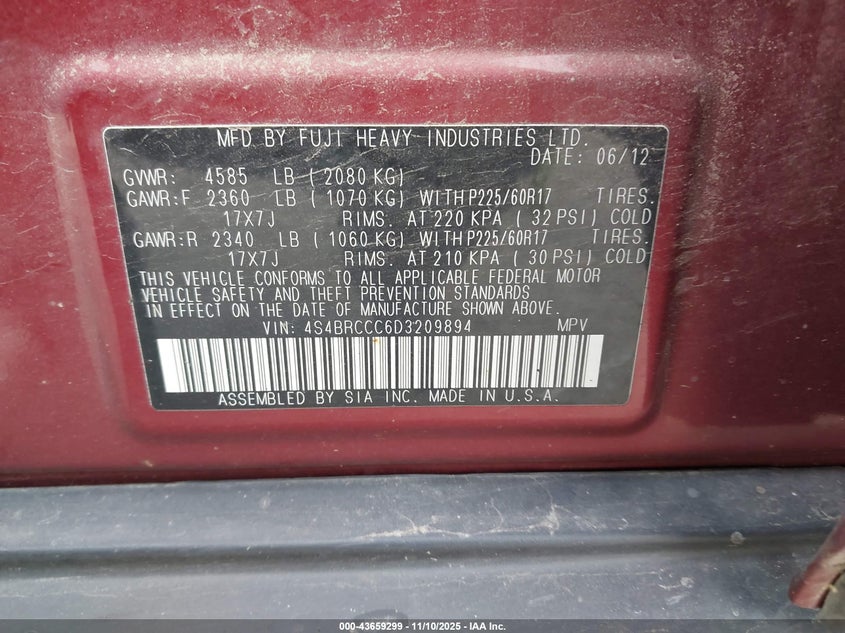 MFD BY FUJI HEAVY INDUSTRIES LTD.
DATE: 06/12
GVWR: 4585 LB ( 2080 KG)
GAWR:F 2360 LB ( 1070 KG) WITH P225/60R17 TIRES.
17X7J RIMS. AT 220 KPA ( 32 PSI) COLD
GAWR:R 2340 LB ( 1060 KG) WITH P225/60R17 TIRES.
17X7J RIMS. AT 210 KPA ( 30 PSI) COLD
THIS VEHICLE CONFORMS TO ALL APPLICABLE FEDERAL MOTOR
VEHICLE SAFETY AND THEFT PREVENTION STANDARDS
IN EFFECT ON THE DATE OF MANUFACTURE SHOWN ABOVE.
VIN: 4S4BRCCC6D3209894 MPV
ASSEMBLED BY SIA INC. MADE IN U.S.A.
000-43659299 - 11/10/2025 - IAA Inc.